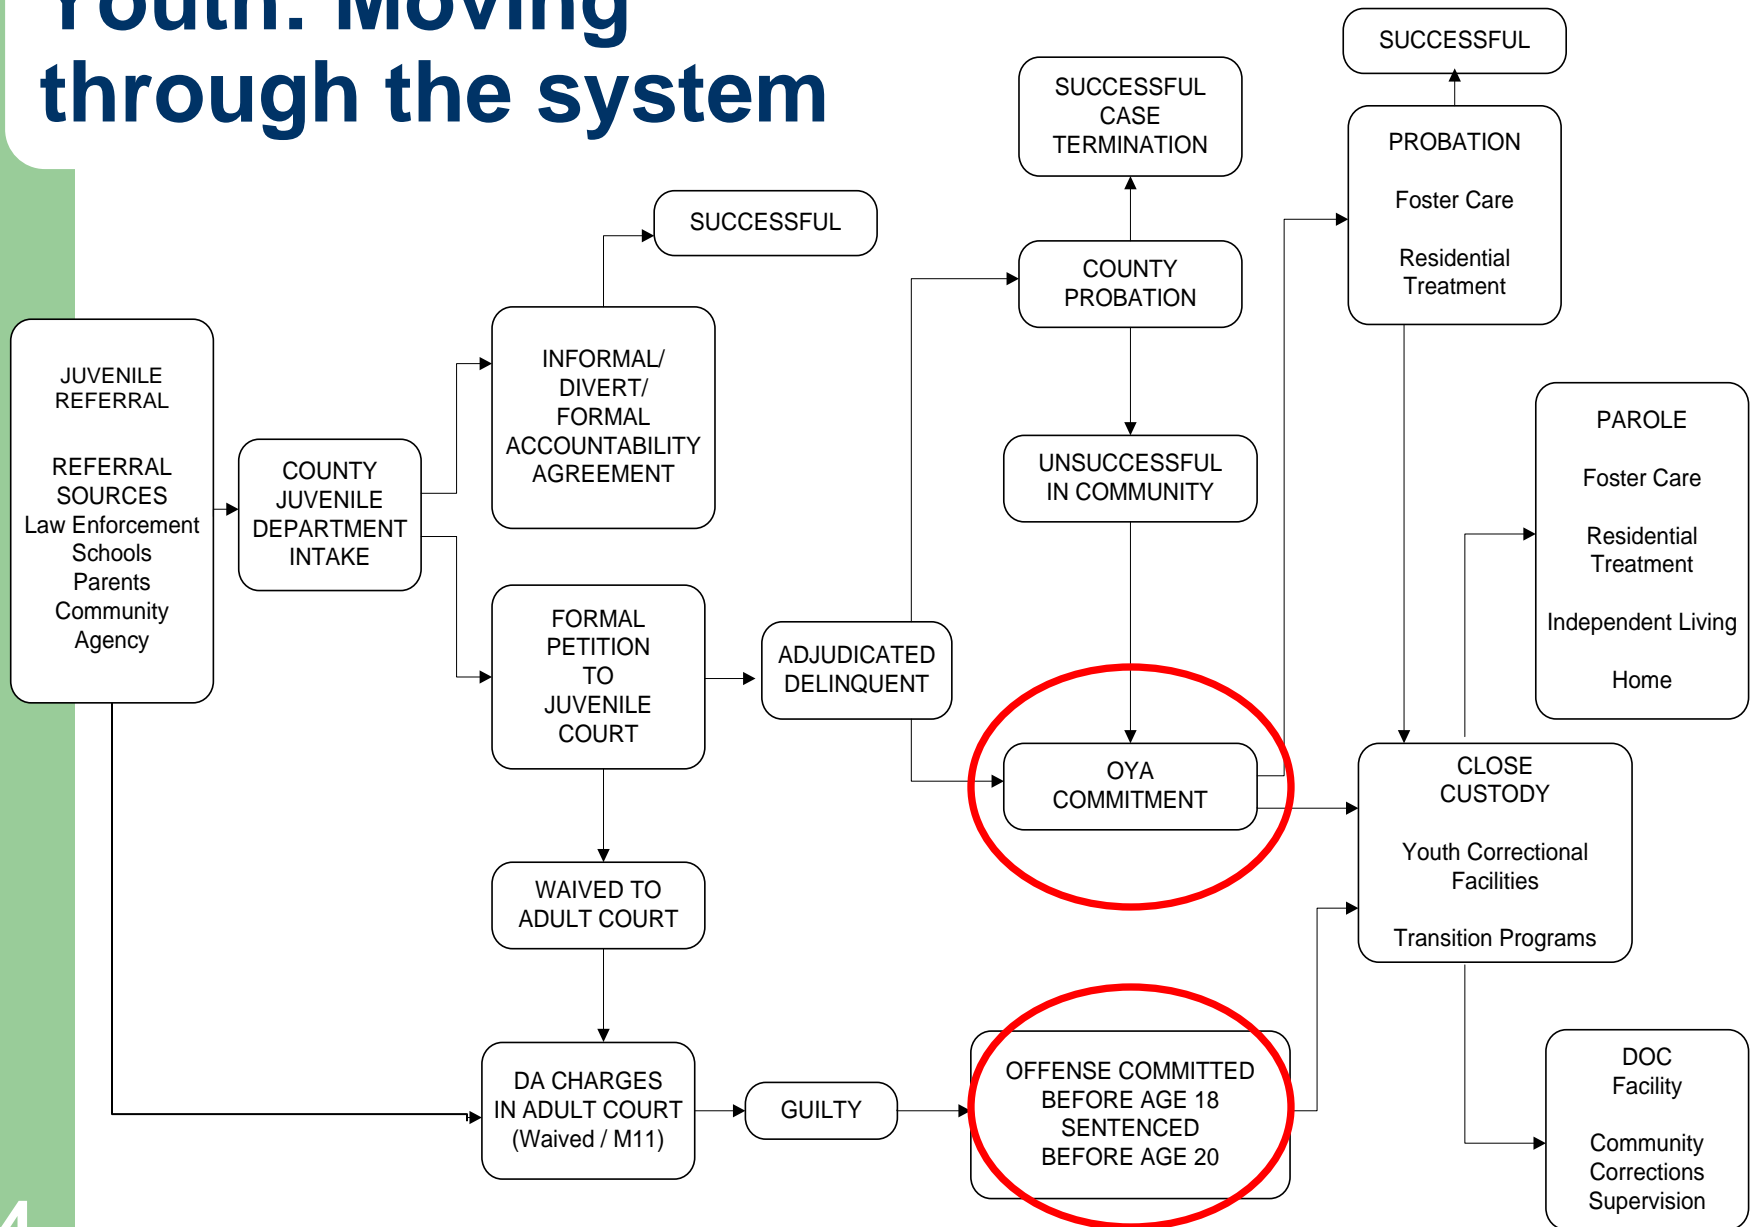 Youth: Moving
through the system
SUCCESSFUL
SUCCESSFUL
CASE
TERMINATION
PROBATION
Foster Care
Residential
Treatment
SUCCESSFUL
COUNTY
PROBATION
JUVENILE
REFERRAL
REFERRAL
SOURCES
Law Enforcement
Schools
Parents
Community
Agency
COUNTY
JUVENILE
DEPARTMENT
INTAKE
INFORMAL/
DIVERT/
FORMAL
ACCOUNTABILITY
AGREEMENT
UNSUCCESSFUL
IN COMMUNITY
PAROLE
Foster Care
Residential
Treatment
Independent Living
Home
FORMAL
PETITION
TO
JUVENILE
COURT
ADJUDICATED
DELINQUENT
OYA
COMMITMENT
CLOSE
CUSTODY
Youth Correctional
Facilities
Transition Programs
WAIVED TO
ADULT COURT
DA CHARGES
IN ADULT COURT
(Waived / M11)
GUILTY
OFFENSE COMMITTED
BEFORE AGE 18
SENTENCED
BEFORE AGE 20
DOC
Facility
Community
Corrections
Supervision
4